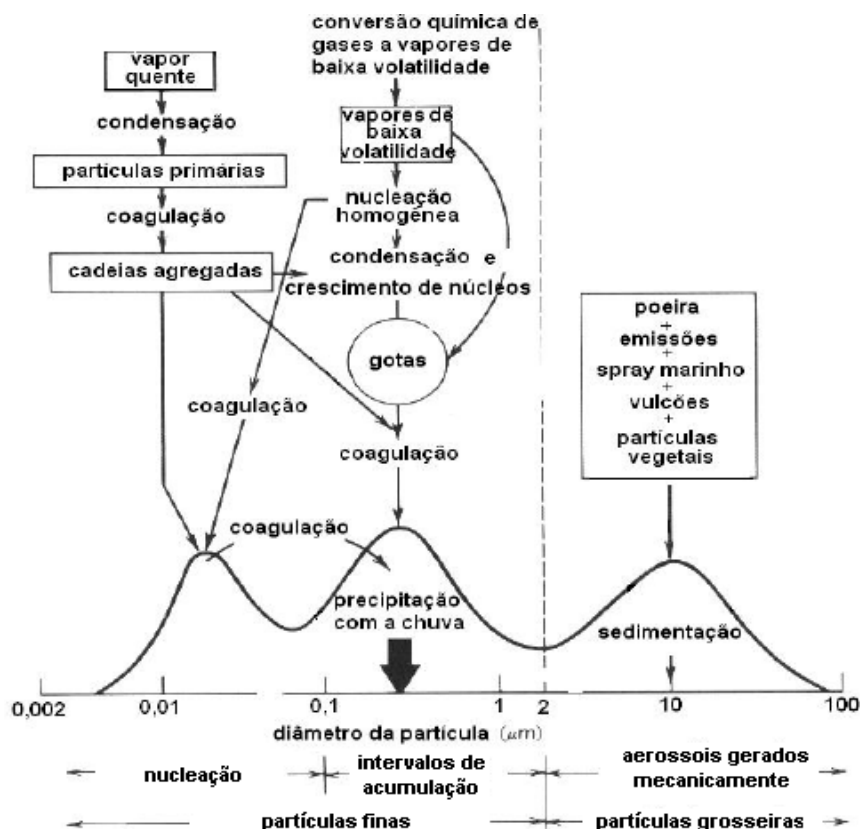 conversão química de
gases a vapores de
baixa volatilidade
vapor
quente
condensação
partículas primárias
coagulação
cadeias agregadas
vapores de
baixa
volatilidade
nucleação
homogénea
condensação e
crescimento de núcleos
gotas
coagulação
coagulação
poeira
+
emissões
+
spray marinho
+
vulcões
+
partículas
vegetais
coagulação
precipitação
com a chuva
sedimentação
0,002 0,01 0,1 1 2 10 100
diâmetro da partícula (μm)
nucleação
intervalos de
acumulação
aerossois gerados
mecanicamente
partículas finas
partículas grosseiras